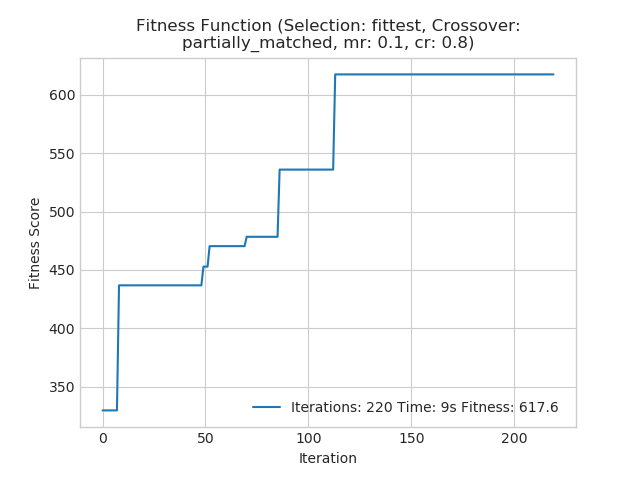 Fitness Function (Selection: fittest, Crossover:
partially_matched, mr: 0.1, cr: 0.8)
Fitness Score
600
550
500
450
400
350
Iterations: 220 Time: 9s Fitness: 617.6
0
50
100
150
200
Iteration